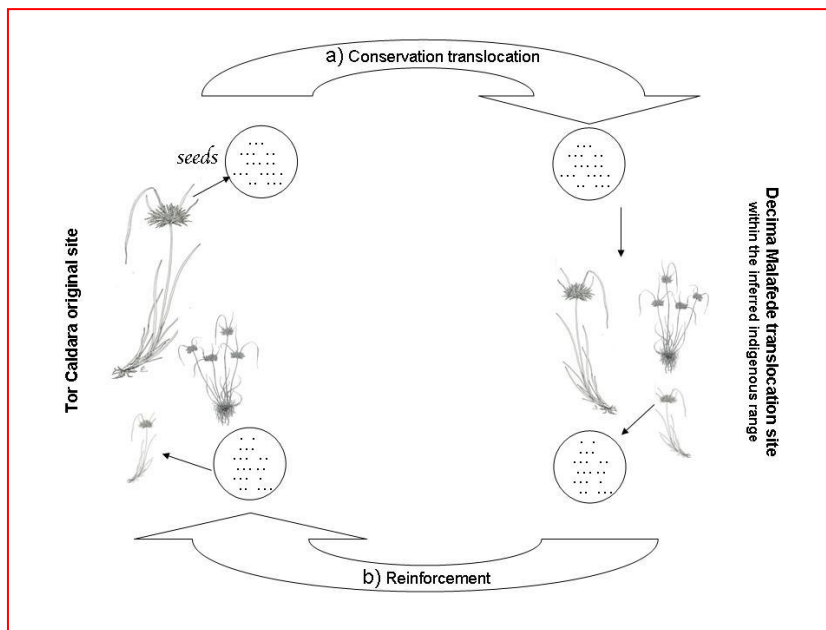 a) Conservation translocation
seeds
Tor Caldara original site
Decima Malafede translocation site
within the inferred indigenous range
b) Reinforcement